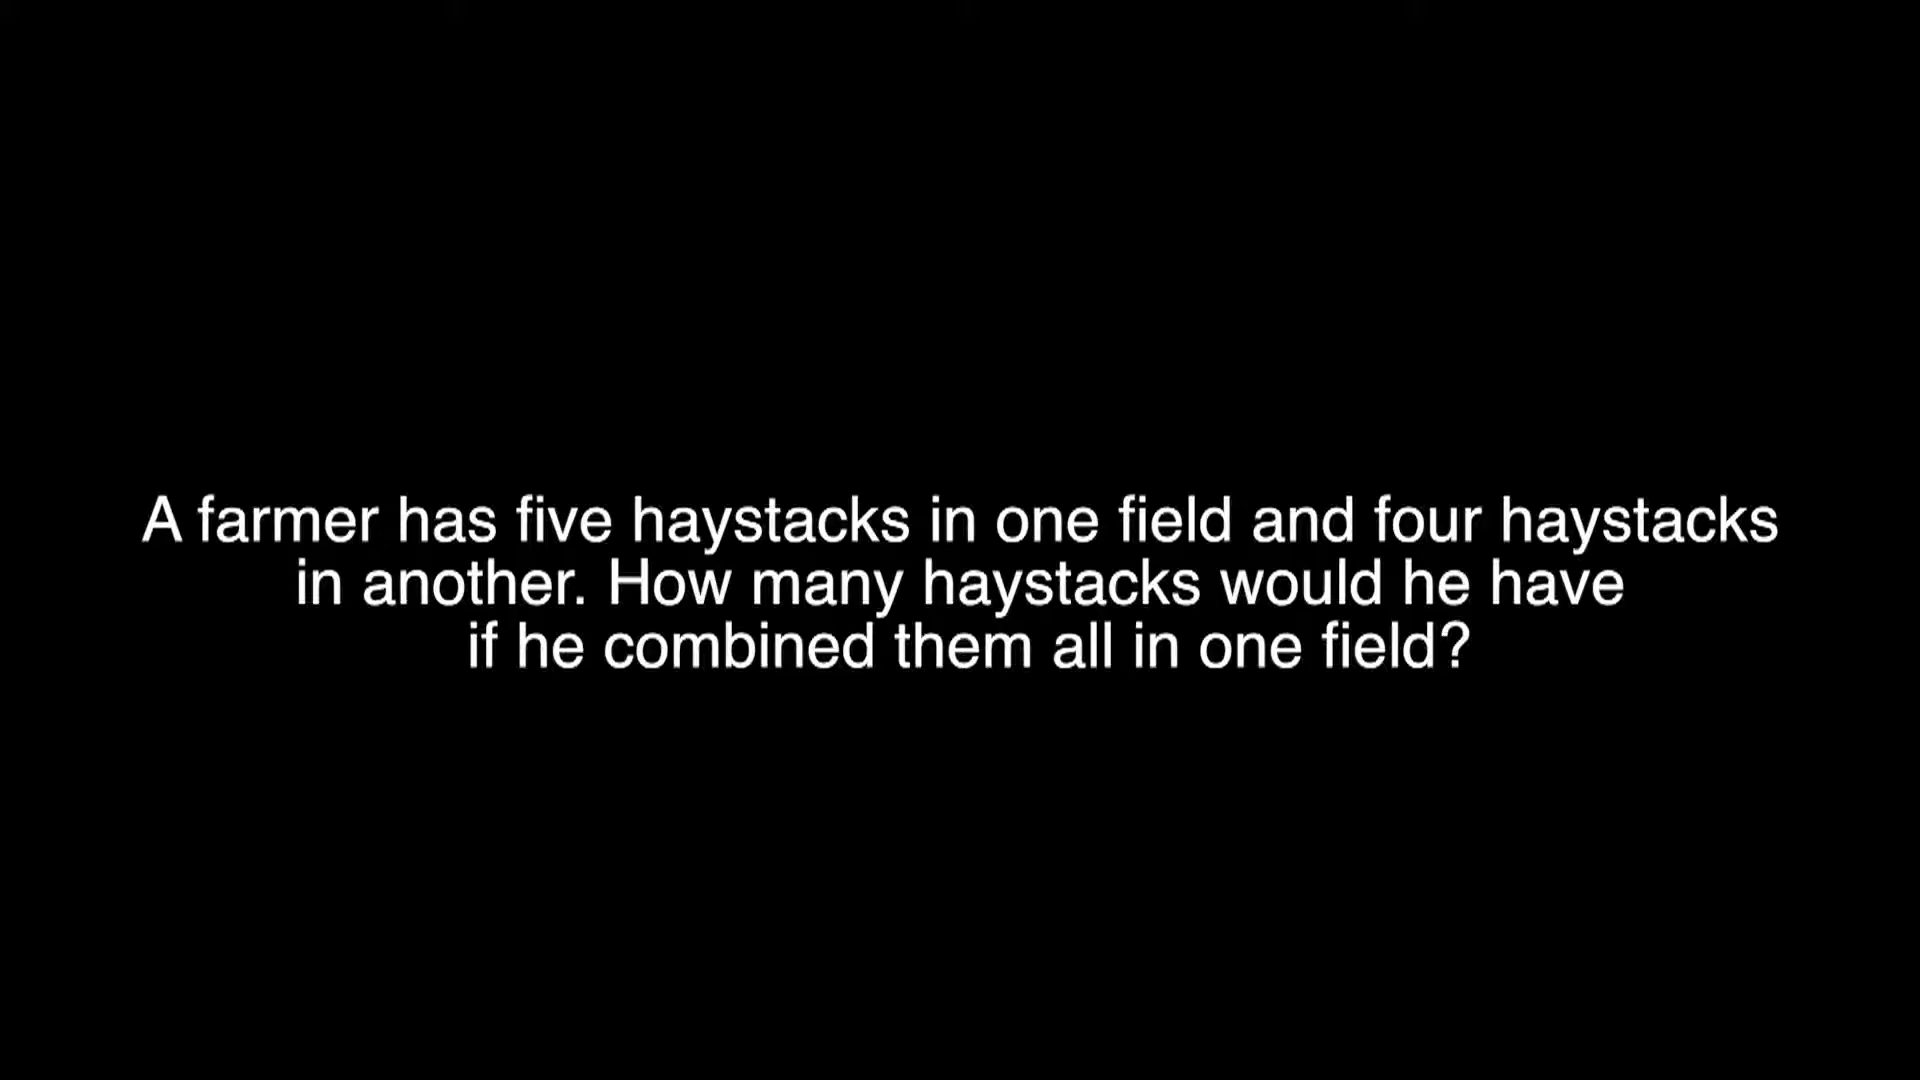 A farmer has five haystacks in one field and four haystacks
in another. How many haystacks would he have
if he combined them all in one field?